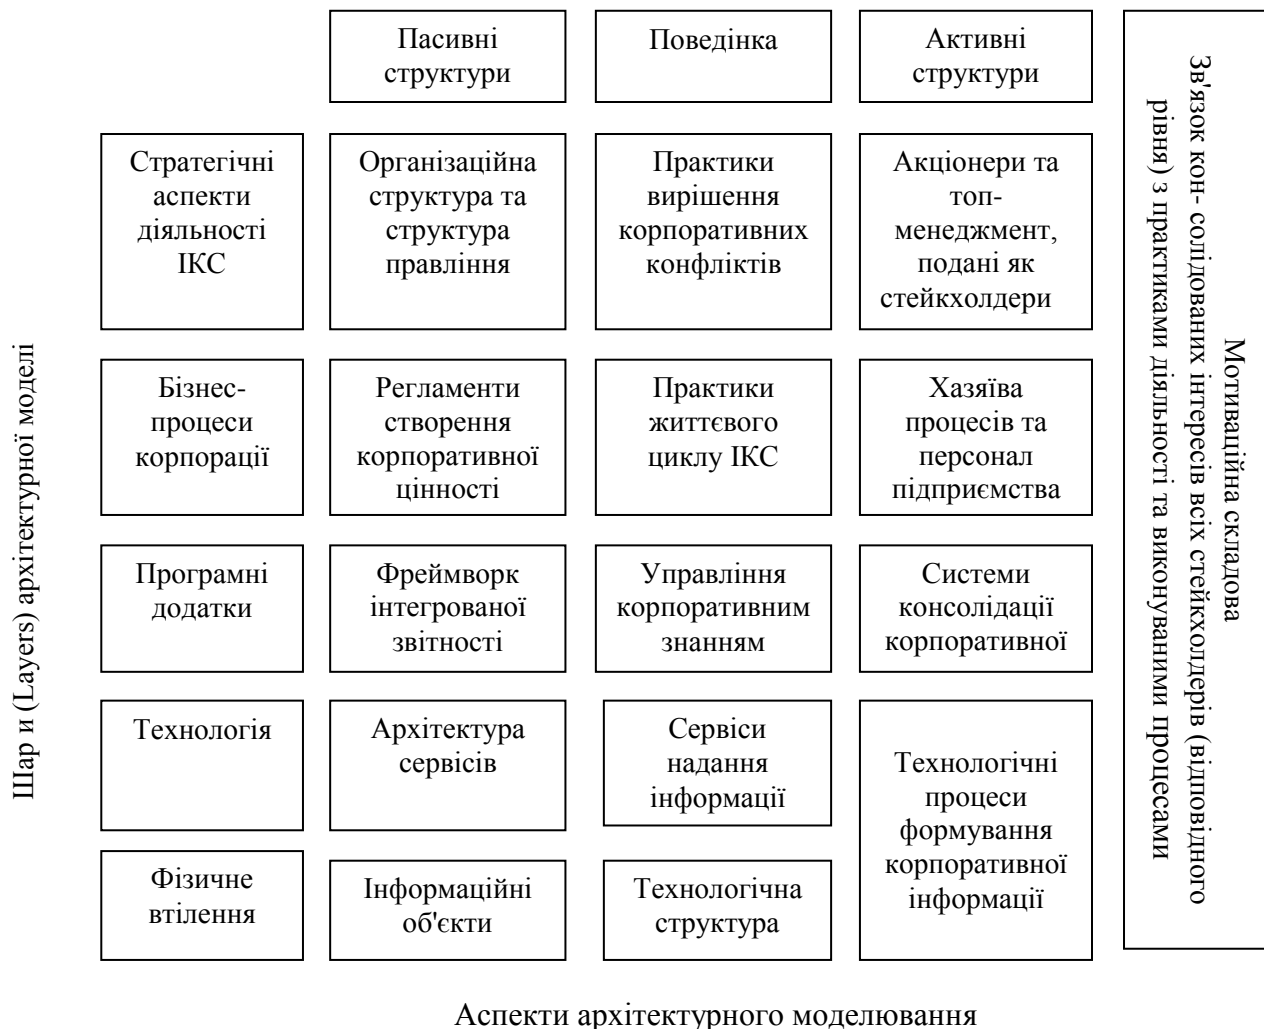 Пасивні
структури
Поведінка
Активні
структури
Стратегічні
аспекти
діяльності
ІКС
Організаційна
структура та
структура
правління
Практики
вирішення
корпоративних
конфліктів
Акціонери та
топ-
менеджмент,
подані як
стейкхолдери
Бізнес-
процеси
корпорації
Регламенти
створення
корпоративної
цінності
Практики
життєвого
циклу ІКС
Хазяїва
процесів та
персонал
підприємства
Програмні
додатки
Фреймворк
інтегрованої
звітності
Управління
корпоративним
знанням
Системи
консолідації
корпоративної
Технологія
Архітектура
сервісів
Сервіси
надання
інформації
Технологічні
процеси
формування
корпоративної
інформації
Фізичне
втілення
Інформаційні
об'єкти
Технологічна
структура
Мотиваційна складова
Зв'язок кон- солідованих інтересів всіх стейкхолдерів (відповідного
рівня) з практиками діяльності та виконуваними процесами
Шар и (Layers) архітектурної моделі
Аспекти архітектурного моделювання